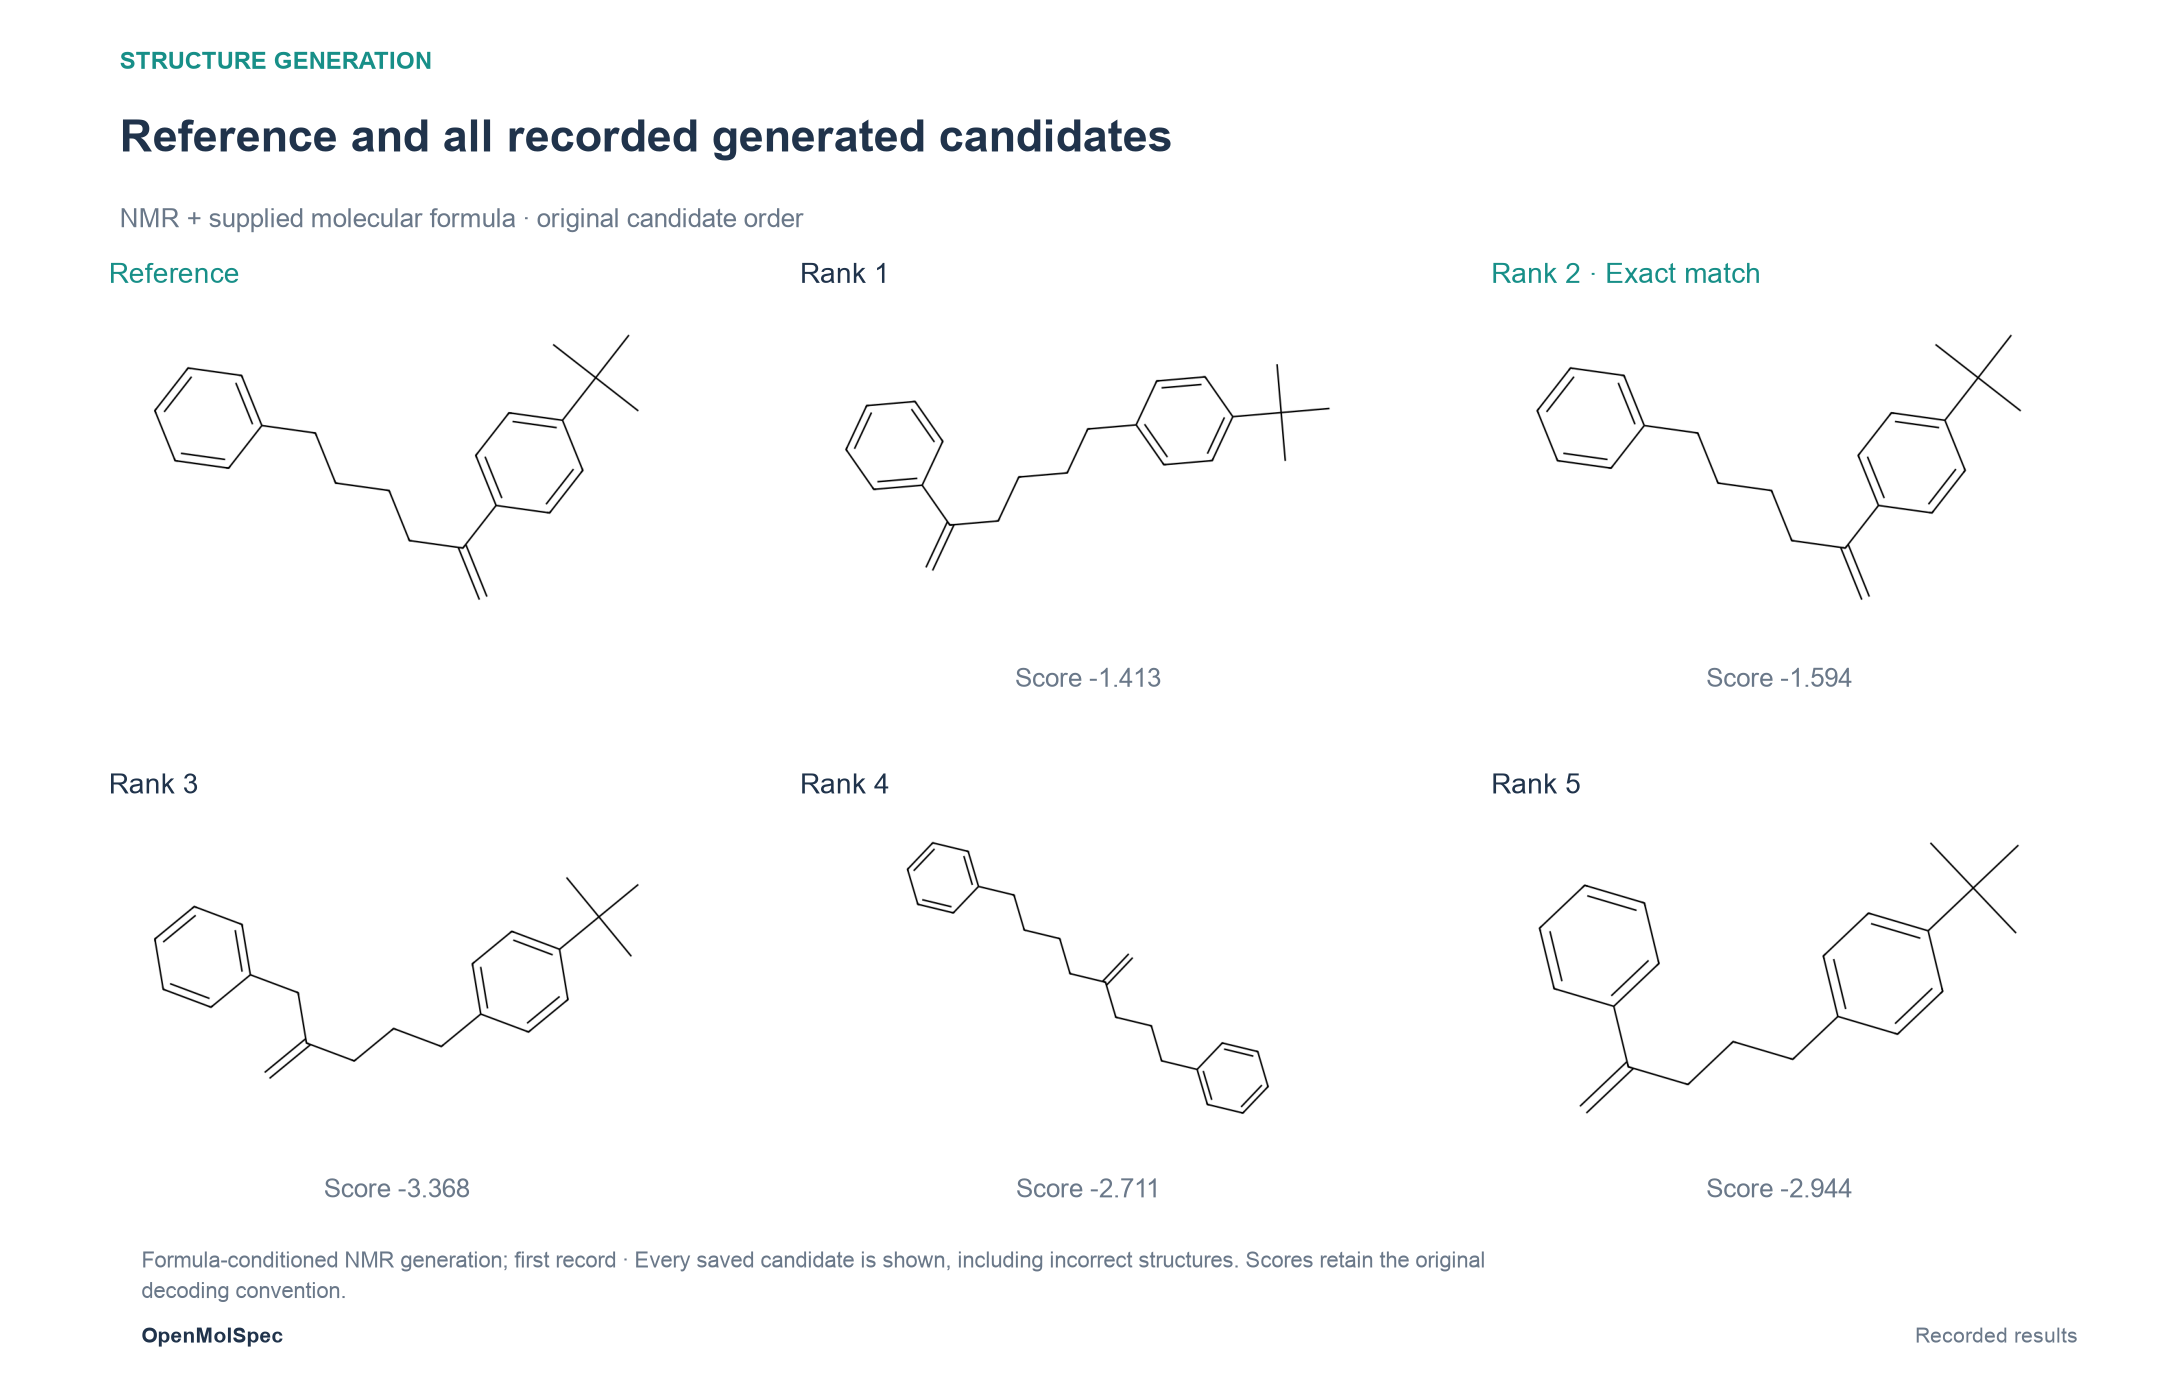 STRUCTURE GENERATION
Reference and all recorded generated candidates
NMR + supplied molecular formula · original candidate order
Reference
Rank 1
Rank 2 · Exact match
Score -1.413
Score -1.594
Rank 3
Rank 4
Rank 5
Score -3.368
Score -2.711
Score -2.944
Formula-conditioned NMR generation; first record · Every saved candidate is shown, including incorrect structures. Scores retain the original
decoding convention.
OpenMolSpec
Recorded results